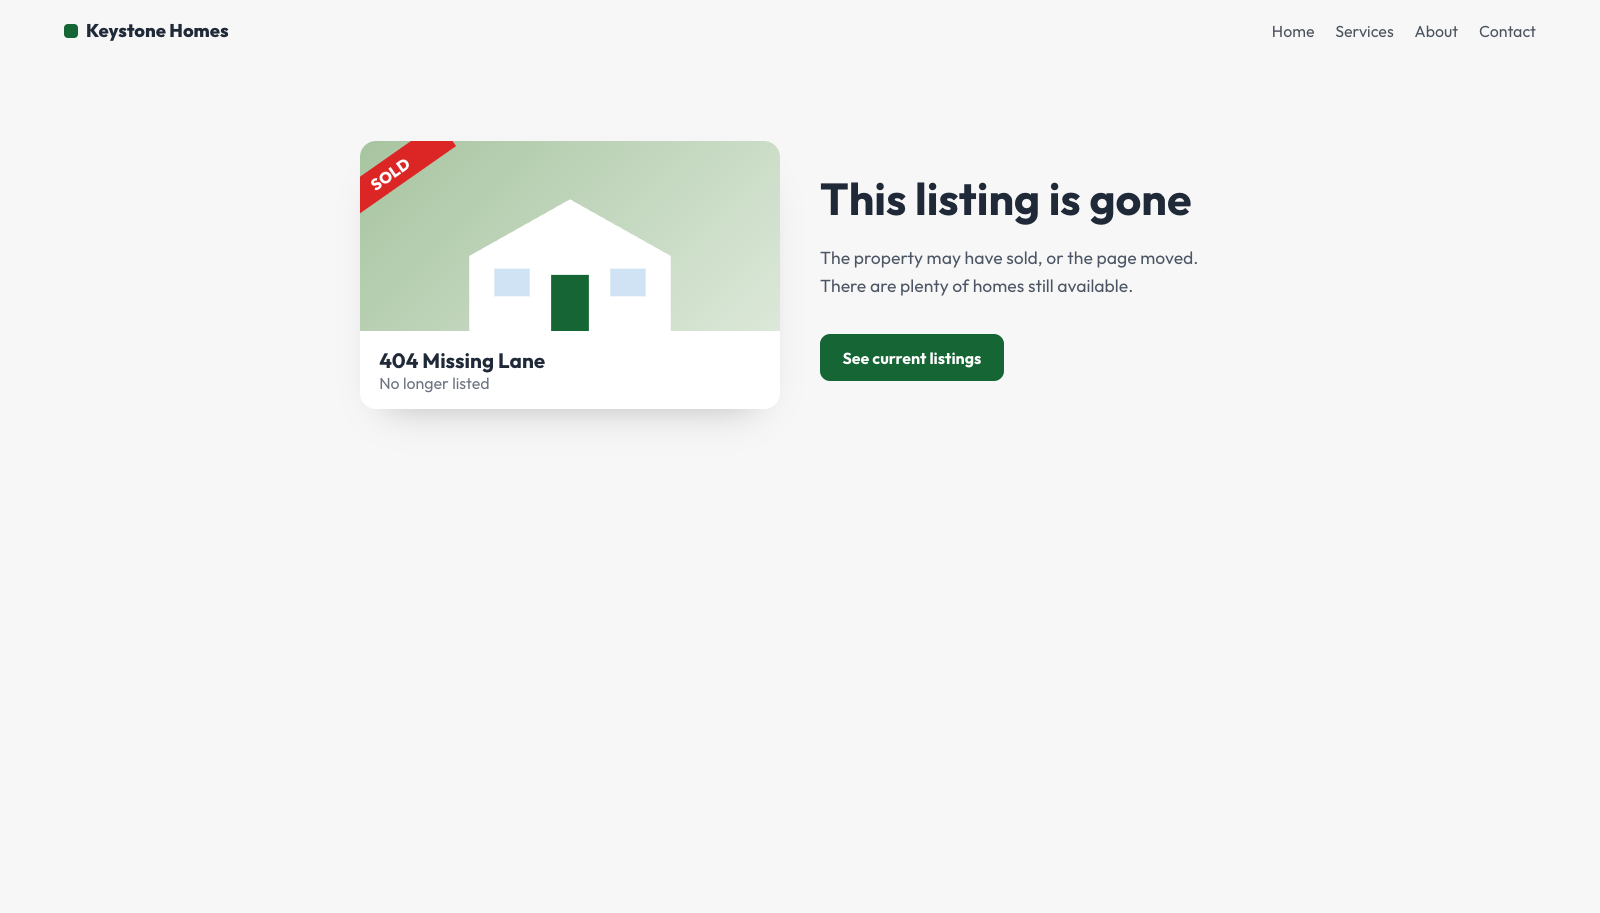 Keystone Homes
Home Services About Contact
SOLD
404 Missing Lane
No longer listed
This listing is gone
The property may have sold, or the page moved.
There are plenty of homes still available.
See current listings